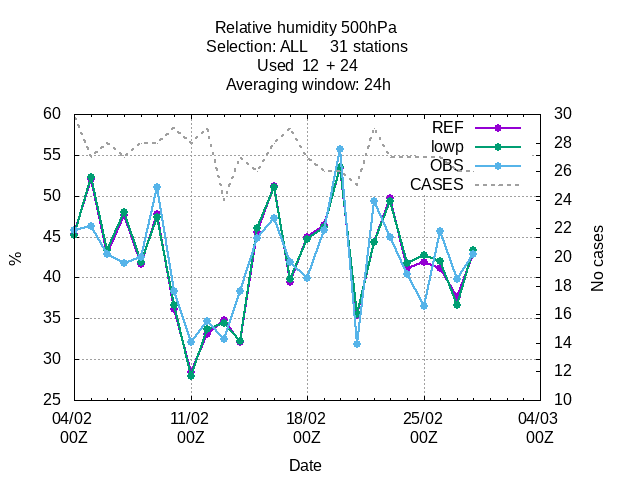 Relative humidity 500hPa
Selection: ALL 31 stations
Used 12 + 24
Averaging window: 24h
60 30
REF
28
55 lowp
26
OBS
50 CASES 24
22
45
%
20
No cases
40 18
16
35
14
30
12
25 10
04/02 11/02 18/02 25/02 04/03
00Z 00Z 00Z 00Z 00Z
Date